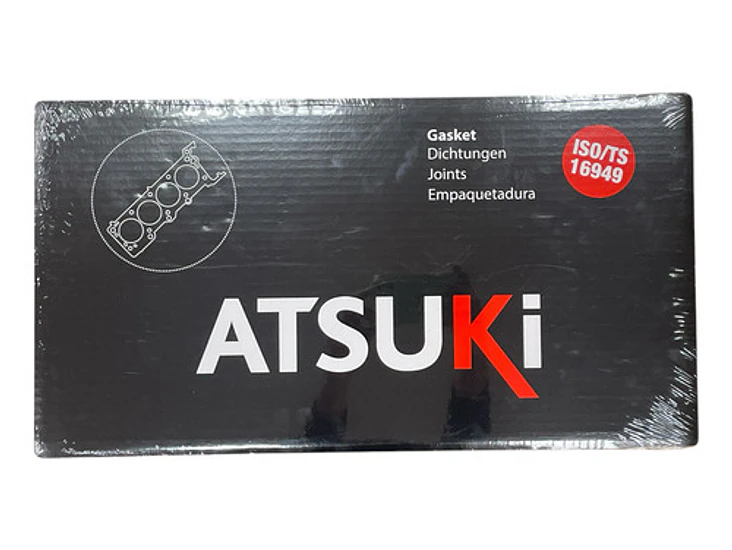 Gasket
Dichtungen
Joints
Empaquetadura
ISO/TS
16949
ATSUKi